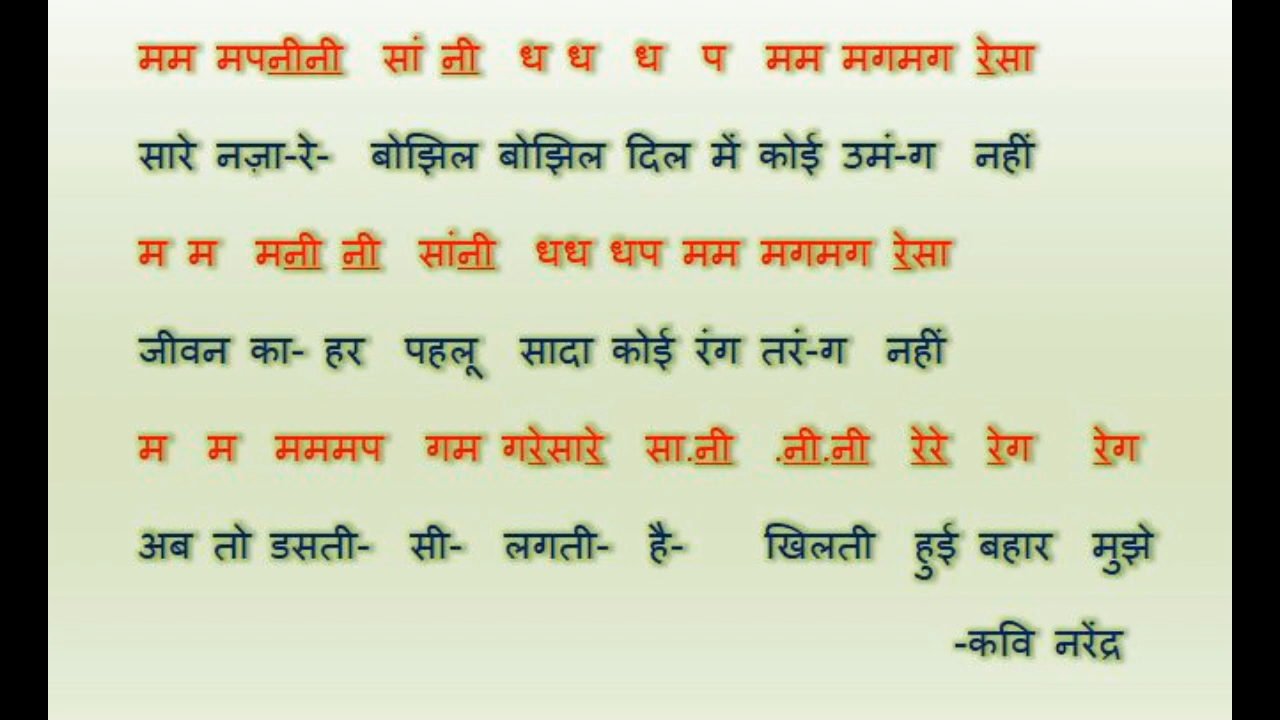 मम मपनीनी सां नी ध ध ध प मम मगमग रेसा
सारे नज़ा-रे- बोझिल बोझिल दिल में कोई उमं-ग नहीं
म म मनी नी सांनी धध धप मम मगमग रेसा
जीवन का- हर पहलू सादा कोई रंग तरं-ग नहीं
म म मममप गम गरेसारे सा.नी .नी.नी रेरे रेग रेग
अब तो डसती- सी- लगती- है- खिलती हुई बहार मुझे
-कवि नरेंद्र